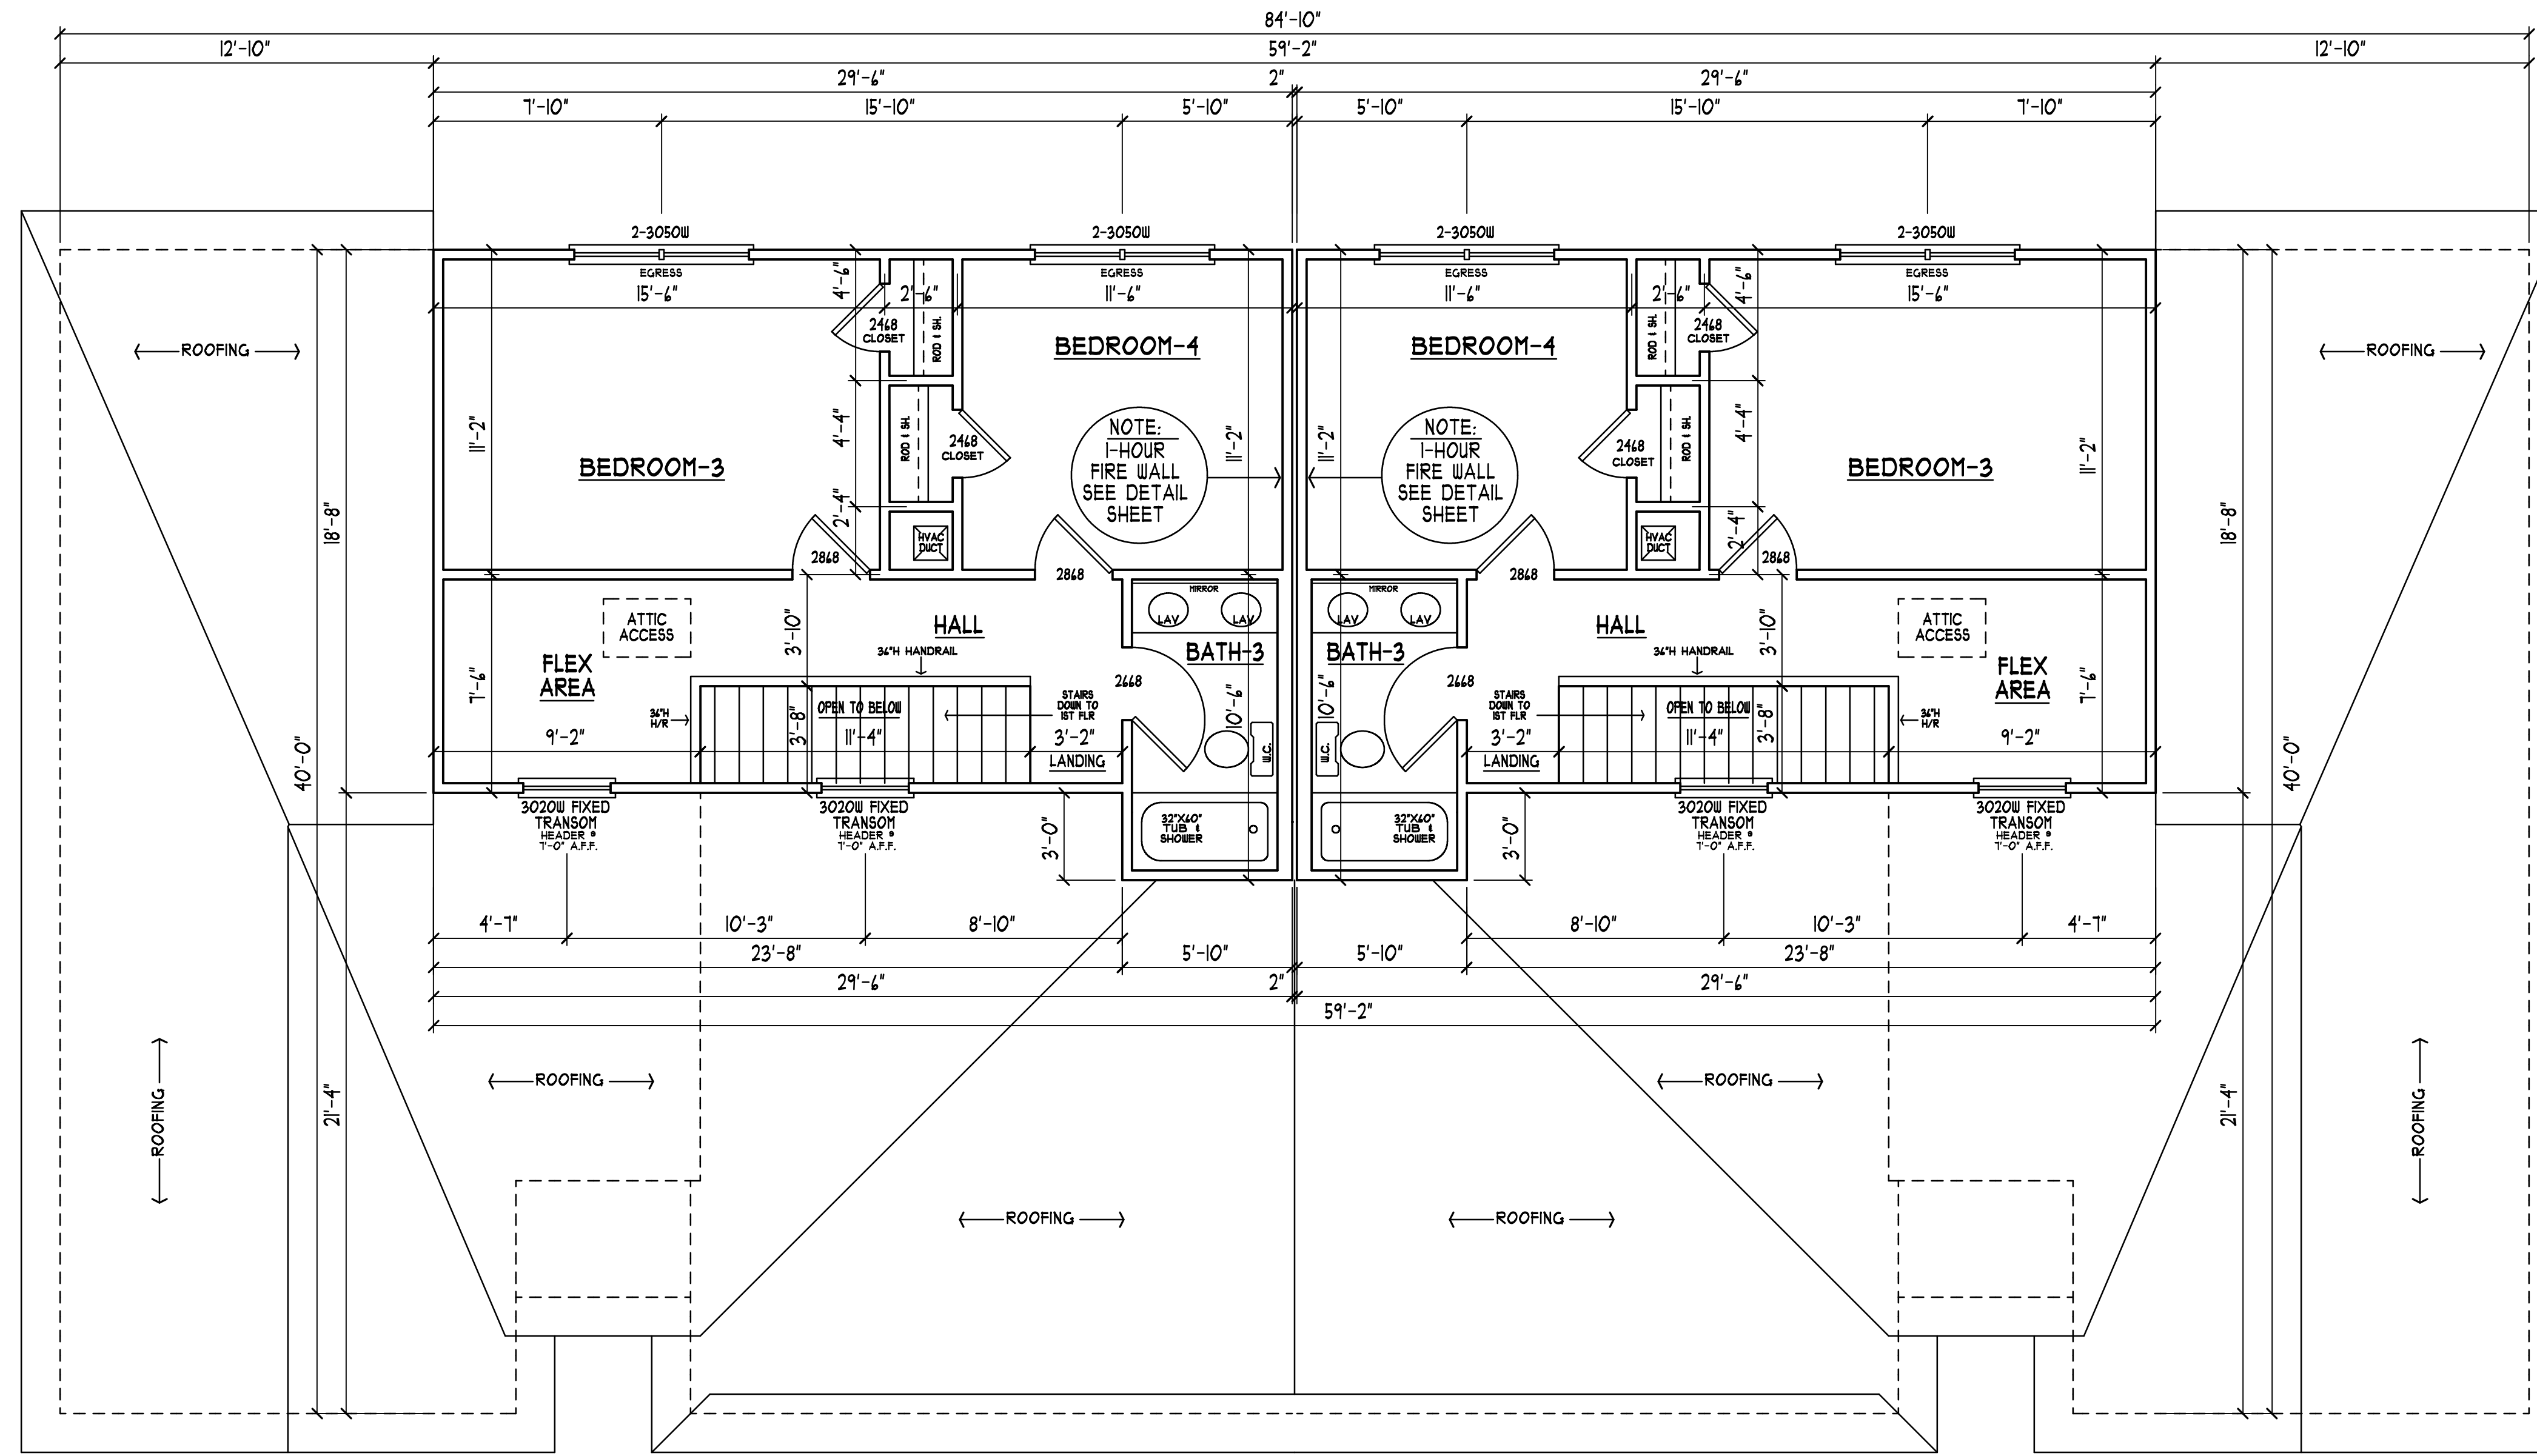 84'-10"
12'-10" 59'-2" 12'-10"
29'-6" 2" 29'-6"
7'-10" 15'-10" 5'-10" 5'-10" 15'-10" 7'-10"
2-3050W 2-3050W 2-3050W 2-3050W
EGRESS EGRESS EGRESS EGRESS
15'-6" 4'-6" 2'-6" 11'-6" 11'-6" 2'-6" 4'-6" 15'-6"
2468
CLOSET
ROD & SH.
BEDROOM-4
BEDROOM-4
ROD & SH.
2468
CLOSET
ROOFING
ROOFING
11'-2"
BEDROOM-3
4'-4"
ROD & SH.
2468
CLOSET
NOTE:
1-HOUR
FIRE WALL
SEE DETAIL
SHEET
11'-2"
11'-2"
NOTE:
1-HOUR
FIRE WALL
SEE DETAIL
SHEET
2468
CLOSET
ROD & SH.
4'-4"
BEDROOM-3
11'-2"
18'-8"
2'-4"
2868
HVAC
DUCT
2868
2868
HVAC
DUCT
2'-4"
2868
18'-8"
ATTIC
ACCESS
3'-10"
HALL
MIRROR
LAV LAV
BATH-3
MIRROR
LAV LAV
BATH-3
HALL
3'-10"
ATTIC
ACCESS
FLEX
AREA
7'-6"
36"H HANDRAIL
36"H
H/R
OPEN TO BELOW
3'-8"
STAIRS
DOWN TO
1ST FLR
2668
10'-6"
W.C.
10'-6"
W.C.
2668
STAIRS
DOWN TO
1ST FLR
36"H HANDRAIL
OPEN TO BELOW
3'-8"
36"H
H/R
FLEX
AREA
7'-6"
9'-2" 11'-4" 3'-2" 3'-2" 11'-4" 9'-2"
LANDING LANDING
40'-0"
40'-0"
3020W FIXED
TRANSOM
HEADER @
7'-0" A.F.F.
3020W FIXED
TRANSOM
HEADER @
7'-0" A.F.F.
3'-0"
32"X60"
TUB &
SHOWER
32"X60"
TUB &
SHOWER
3'-0"
3020W FIXED
TRANSOM
HEADER @
7'-0" A.F.F.
3020W FIXED
TRANSOM
HEADER @
7'-0" A.F.F.
4'-7" 10'-3" 8'-10" 8'-10" 10'-3" 4'-7"
23'-8" 5'-10" 5'-10" 23'-8"
29'-6" 2" 29'-6"
59'-2"
ROOFING
ROOFING
21'-4"
21'-4"
ROOFING
ROOFING
ROOFING
ROOFING